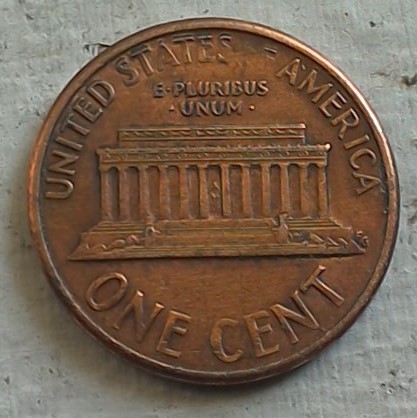 UNITED STATES OF AMERICA
E·PLURIBUS
·UNUM·
ONE CENT